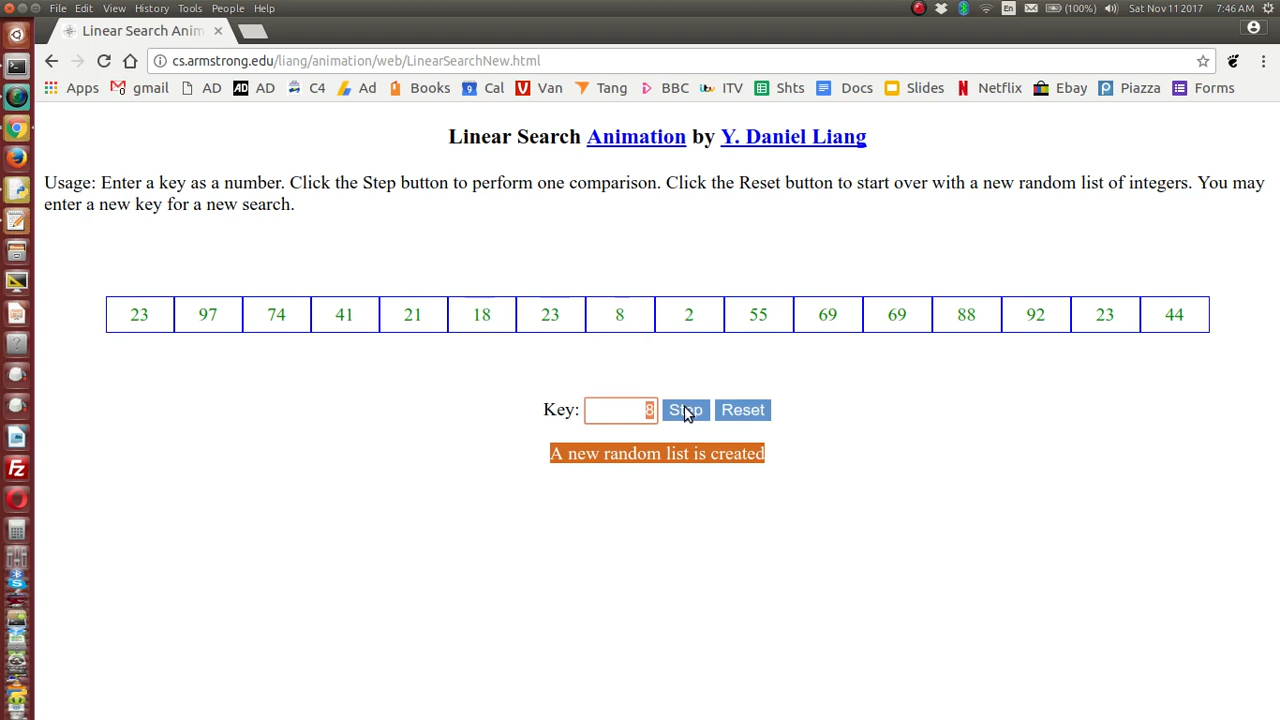 File Edit View History Tools People Help
En (100%) Sat Nov 11 2017 7:46 AM
Linear Search Anim
cs.armstrong.edu/liang/animation/web/LinearSearchNew.html
Apps gmail AD AD AD C4 Ad Books 9 Cal V Van Tang BBC ITV Shts Docs Slides N Netflix Ebay P Piazza Forms
Linear Search Animation by Y. Daniel Liang
Usage: Enter a key as a number. Click the Step button to perform one comparison. Click the Reset button to start over with a new random list of integers. You may
enter a new key for a new search.
23 97 74 41 21 18 23 8 2 55 69 69 88 92 23 44
Key: 8 Step Reset
A new random list is created
Fz